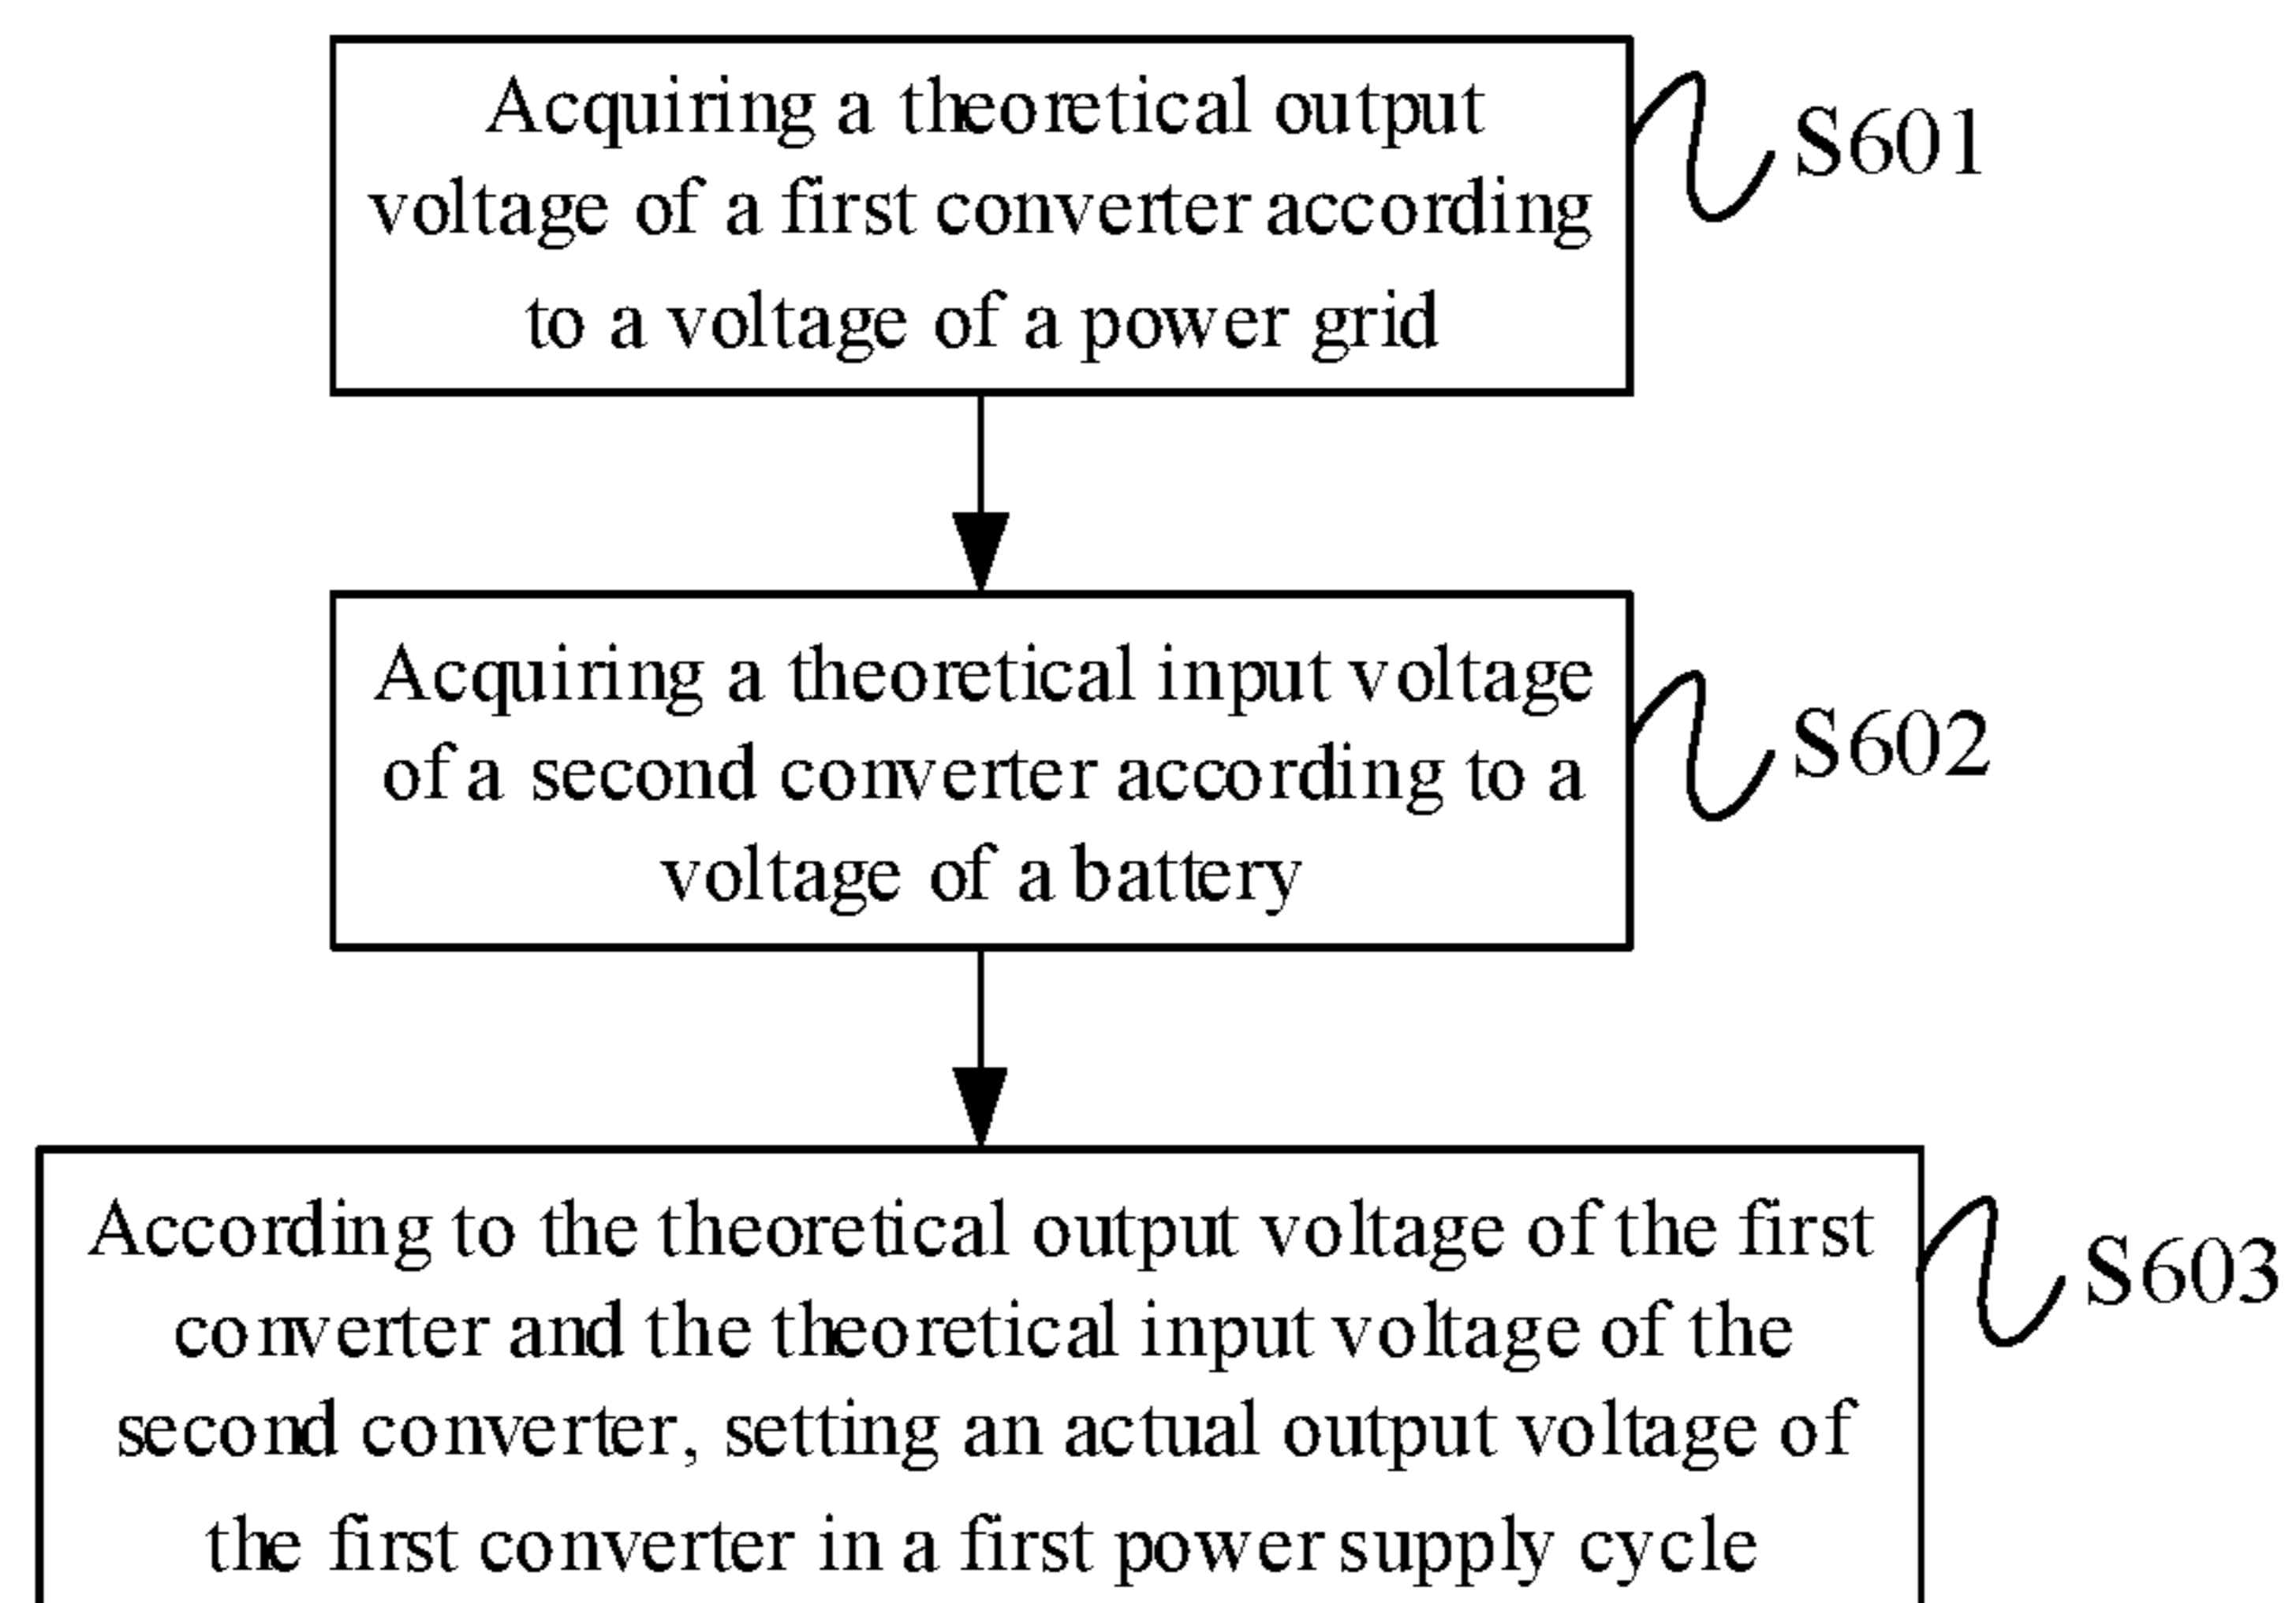 Acquiring a theoretical output
voltage of a first converter according
to a voltage of a power grid
S601
Acquiring a theoretical input voltage
of a second converter according to a
voltage of a battery
S602
According to the theoretical output voltage of the first
converter and the theoretical input voltage of the
second converter, setting an actual output voltage of
the first converter in a first power supply cycle
S603